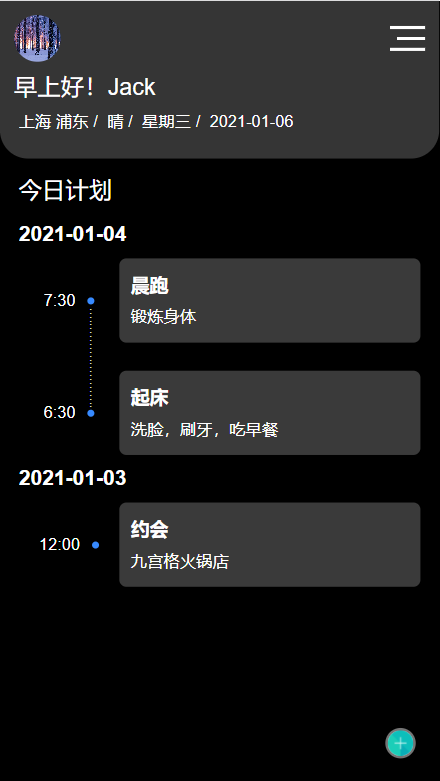 早上好！Jack
上海 浦东 / 晴 / 星期三 / 2021-01-06
今日计划
2021-01-04
晨跑
7:30
锻炼身体
起床
6:30
洗脸，刷牙，吃早餐
2021-01-03
约会
12:00
九宫格火锅店